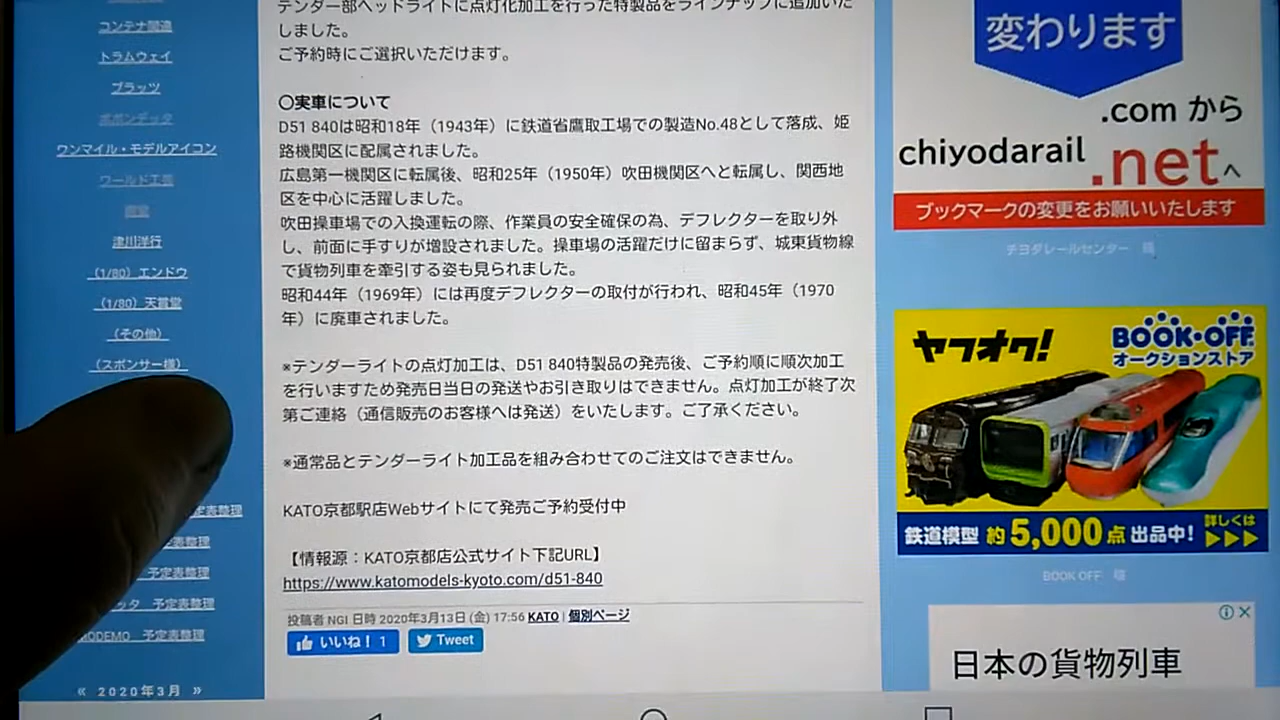 テンダー部ヘッドライトに点灯化加工を行った特製品をラインナップに追加いた
しました。
ご予約時にご選択いただけます。
〇実車について
D51 840は昭和18年（1943年）に鉄道省鷹取工場での製造No.48として落成、姫
路機関区に配属されました。
広島第一機関区に転属後、昭和25年（1950年）吹田機関区へと転属し、関西地
区を中心に活躍しました。
吹田操車場での入換運転の際、作業員の安全確保の為、デフレクターを取り外
し、前面に手すりが増設されました。操車場の活躍だけに留まらず、城東貨物線
で貨物列車を牽引する姿も見られました。
昭和44年（1969年）には再度デフレクターの取付が行われ、昭和45年（1970
年）に廃車されました。
※テンダーライトの点灯加工は、D51 840特製品の発売後、ご予約順に順次加工
を行いますため発売日当日の発送やお引き取りはできません。点灯加工が終了次
第ご連絡（通信販売のお客様へは発送）をいたします。ご了承ください。
※通常品とテンダーライト加工品を組み合わせてのご注文はできません。
KATO京都駅店Webサイトにて発売ご予約受付中
【情報源：KATO京都店公式サイト下記URL】
https://www.katomodels-kyoto.com/d51-840
投稿者 NGI 日時 2020年3月13日 (金) 17:56 KATO | 個別ページ
いいね！ 1 Tweet
コンテナ関連
トラムウェイ
プラッツ
ポポンデッタ
ワンマイル・モデルアイコン
ワールド工芸
津川洋行
（1/80）エンドウ
（1/80）天賞堂
（その他）
（スポンサー様）
定表整理
予定表整理
ッタ 予定表整理
MODEMO 予定表整理
« 2020年3月 »
変わります
.com から
chiyodarail
.netへ
ブックマークの変更をお願いいたします
チヨダレールセンター 様
ヤフオク!
BOOK・OFF
オークションストア
鉄道模型 約5,000点 出品中!
詳しくは
▶▶▶
BOOK OFF 様
日本の貨物列車